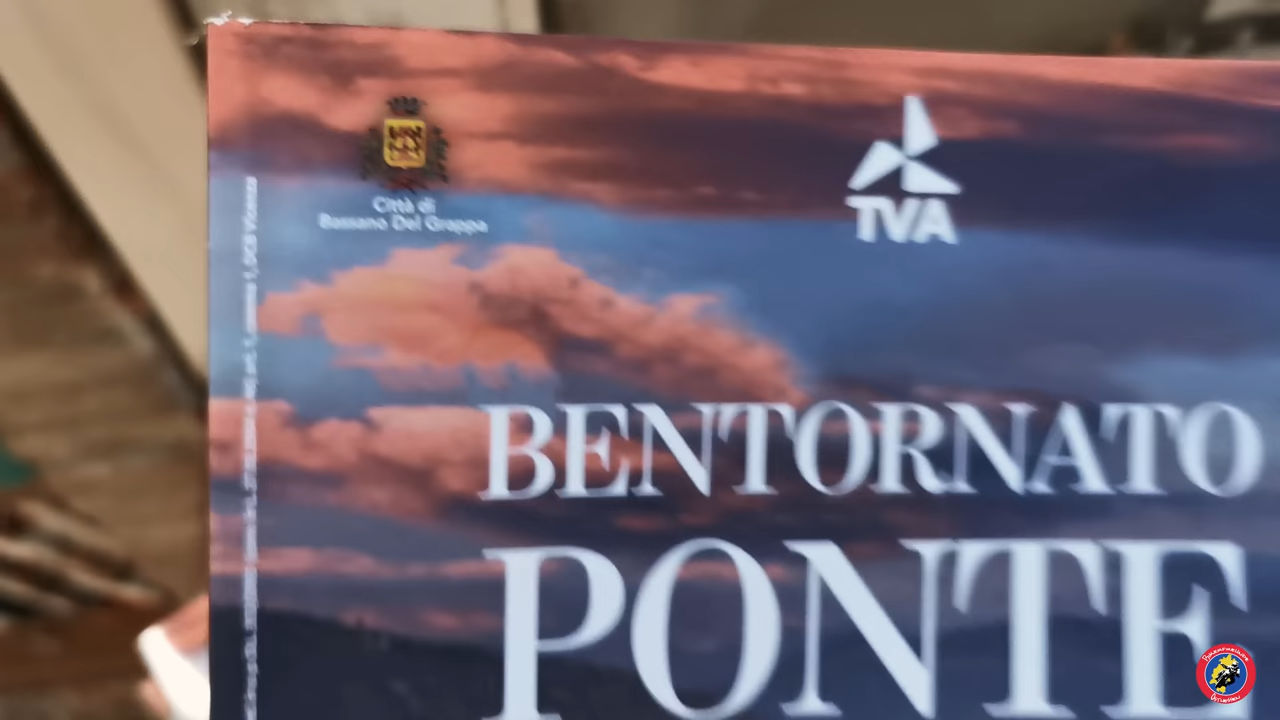 Città di
Bassano Del Grappa
TVA
BENTORNATO
PONTE